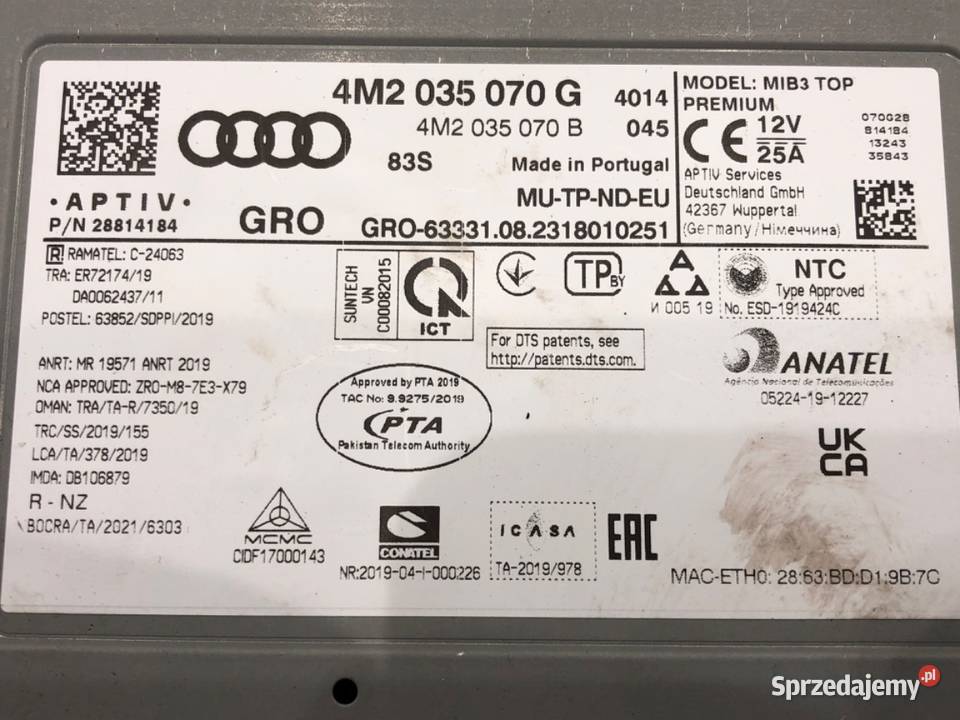 4M2 035 070 G 4014
4M2 035 070 B 045
83S Made in Portugal
MU-TP-ND-EU
·APTIV·
P/N 28814184
GRO GRO-63331.08.2318010251
MODEL: MIB3 TOP
PREMIUM
CE 12V
25A
070G28
814184
13243
35843
APTIV Services
Deutschland GmbH
42367 Wuppertal
(Germany/Німеччина)
R RAMATEL: C-24063
TRA: ER72174/19
DA0062437/11
POSTEL: 63852/SDPPI/2019
ANRT: MR 19571 ANRT 2019
NCA APPROVED: ZRO-M8-7E3-X79
OMAN: TRA/TA-R/7350/19
TRC/SS/2019/155
LCA/TA/378/2019
IMDA: DB106879
R - NZ
BOCRA/TA/2021/6303
SUNTECH
VN
C00082015
ICT
TP BY
И 005 19
NTC
Type Approved
No. ESD-1919424C
For DTS patents, see
http://patents.dts.com.
Approved by PTA 2019
TAC No: 9.9275/2019
PTA
Pakistan Telecom Authority
ANATEL
Agência Nacional de Telecomunicações
05224-19-12227
UK
CA
MCMC
CIDF17000143
CONATEL
NR:2019-04-I-000226
ICASA
TA-2019/978
EAC
MAC-ETH0: 28:63:BD:D1:9B:7C
Sprzedajemy.pl